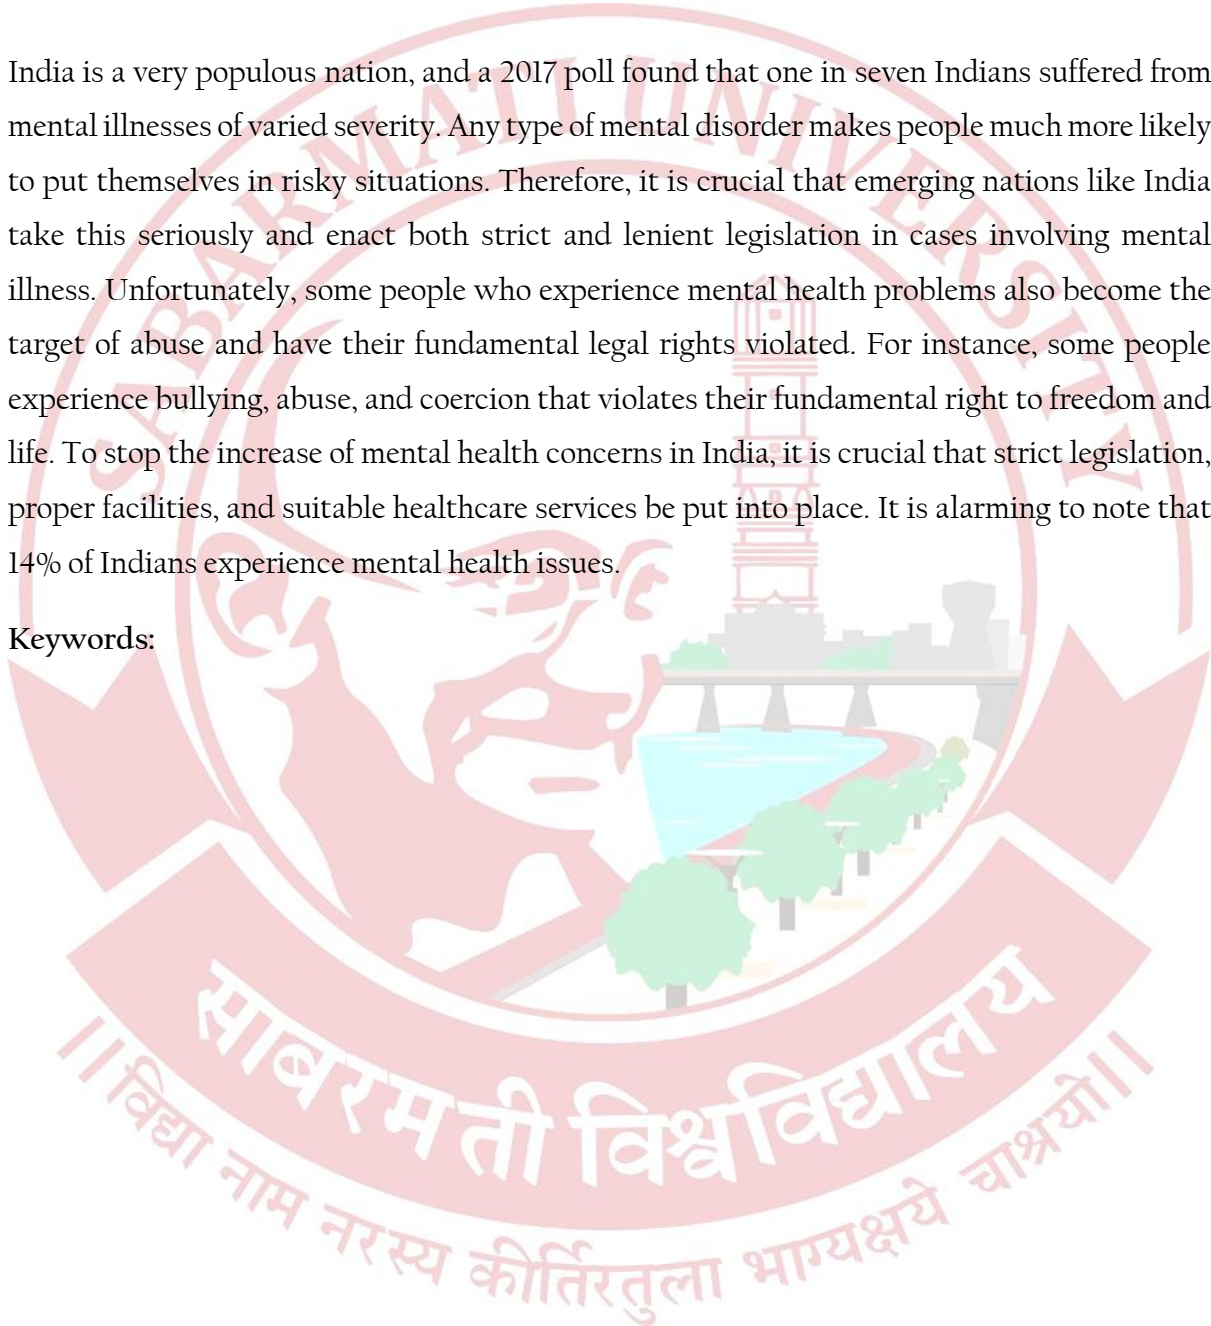 India is a very populous nation, and a 2017 poll found that one in seven Indians suffered from
mental illnesses of varied severity. Any type of mental disorder makes people much more likely
to put themselves in risky situations. Therefore, it is crucial that emerging nations like India
take this seriously and enact both strict and lenient legislation in cases involving mental
illness. Unfortunately, some people who experience mental health problems also become the
target of abuse and have their fundamental legal rights violated. For instance, some people
experience bullying, abuse, and coercion that violates their fundamental right to freedom and
life. To stop the increase of mental health concerns in India, it is crucial that strict legislation,
proper facilities, and suitable healthcare services be put into place. It is alarming to note that
14% of Indians experience mental health issues.
Keywords:
SABARMATI UNIVERSITY
साबरमती विश्वविद्यालय
||विद्या नाम नरस्य कीर्तिरतुला भाग्यक्षये चाश्रयो||